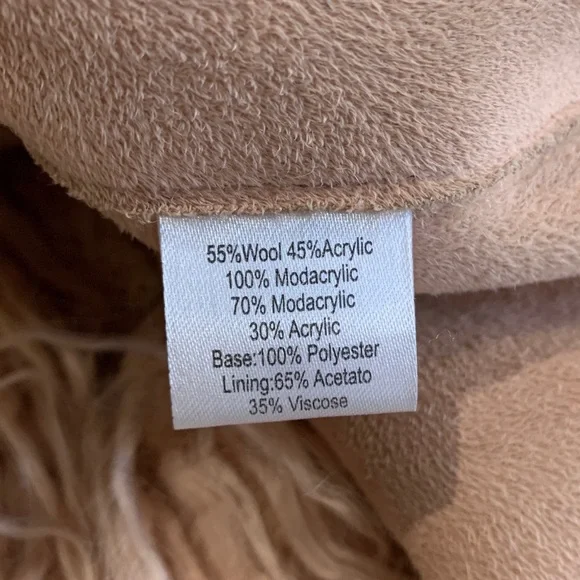 55%Wool 45%Acrylic
100% Modacrylic
70% Modacrylic
30% Acrylic
Base:100% Polyester
Lining:65% Acetato
35% Viscose